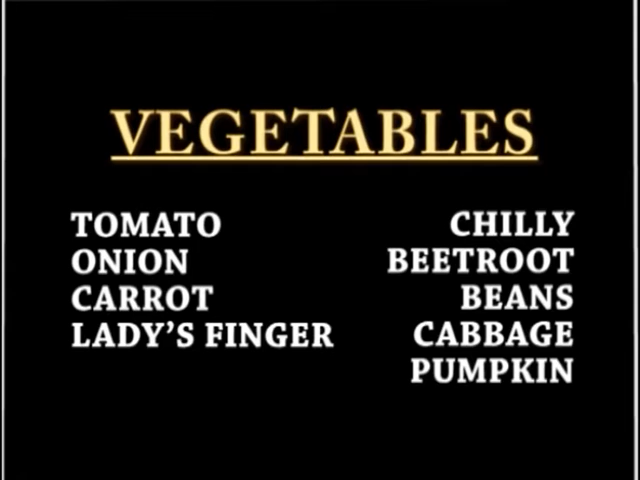 VEGETABLES
TOMATO
ONION
CARROT
LADY'S FINGER
CHILLY
BEETROOT
BEANS
CABBAGE
PUMPKIN